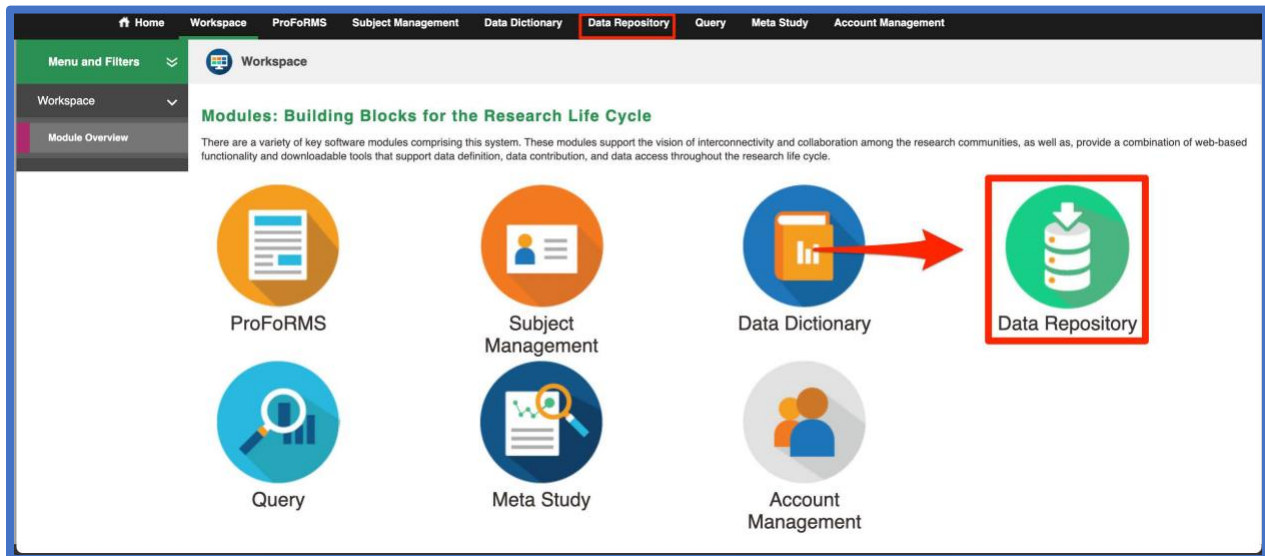 Home Workspace ProFoRMS Subject Management Data Dictionary Data Repository Query Meta Study Account Management
Menu and Filters
Workspace
Workspace
Module Overview
Modules: Building Blocks for the Research Life Cycle
There are a variety of key software modules comprising this system. These modules support the vision of interconnectivity and collaboration among the research communities, as well as, provide a combination of web-based
functionality and downloadable tools that support data definition, data contribution, and data access throughout the research life cycle.
ProFoRMS
Subject
Management
Data Dictionary
Data Repository
Query
Meta Study
Account
Management